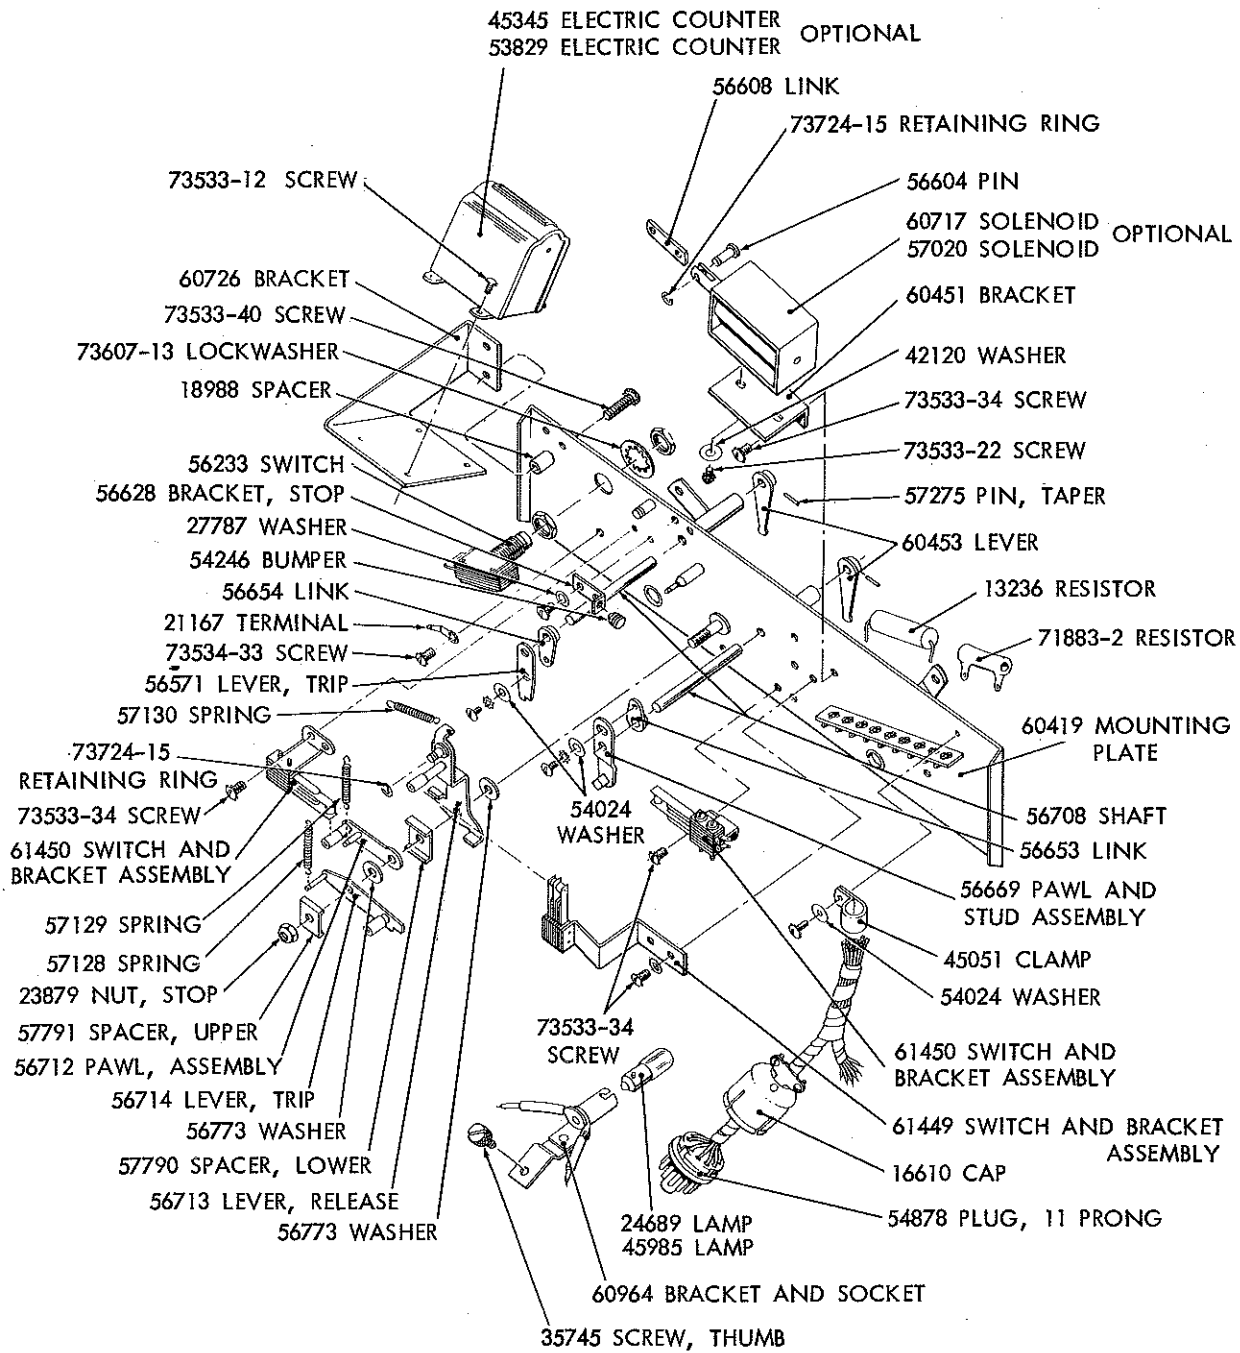 45345 ELECTRIC COUNTER
53829 ELECTRIC COUNTER
OPTIONAL
56608 LINK
73724-15 RETAINING RING
73533-12 SCREW
56604 PIN
60717 SOLENOID
57020 SOLENOID
OPTIONAL
60726 BRACKET
60451 BRACKET
73533-40 SCREW
73607-13 LOCKWASHER
42120 WASHER
18988 SPACER
73533-34 SCREW
56233 SWITCH
73533-22 SCREW
56628 BRACKET, STOP
57275 PIN, TAPER
27787 WASHER
54246 BUMPER
60453 LEVER
56654 LINK
13236 RESISTOR
21167 TERMINAL
71883-2 RESISTOR
73534-33 SCREW
56571 LEVER, TRIP
57130 SPRING
60419 MOUNTING
PLATE
73724-15
RETAINING RING
73533-34 SCREW
54024
WASHER
56708 SHAFT
61450 SWITCH AND
BRACKET ASSEMBLY
56653 LINK
56669 PAWL AND
STUD ASSEMBLY
57129 SPRING
57128 SPRING
45051 CLAMP
23879 NUT, STOP
54024 WASHER
57791 SPACER, UPPER
73533-34
SCREW
56712 PAWL, ASSEMBLY
61450 SWITCH AND
BRACKET ASSEMBLY
56714 LEVER, TRIP
56773 WASHER
61449 SWITCH AND BRACKET
ASSEMBLY
57790 SPACER, LOWER
16610 CAP
56713 LEVER, RELEASE
56773 WASHER
24689 LAMP
45985 LAMP
54878 PLUG, 11 PRONG
60964 BRACKET AND SOCKET
35745 SCREW, THUMB